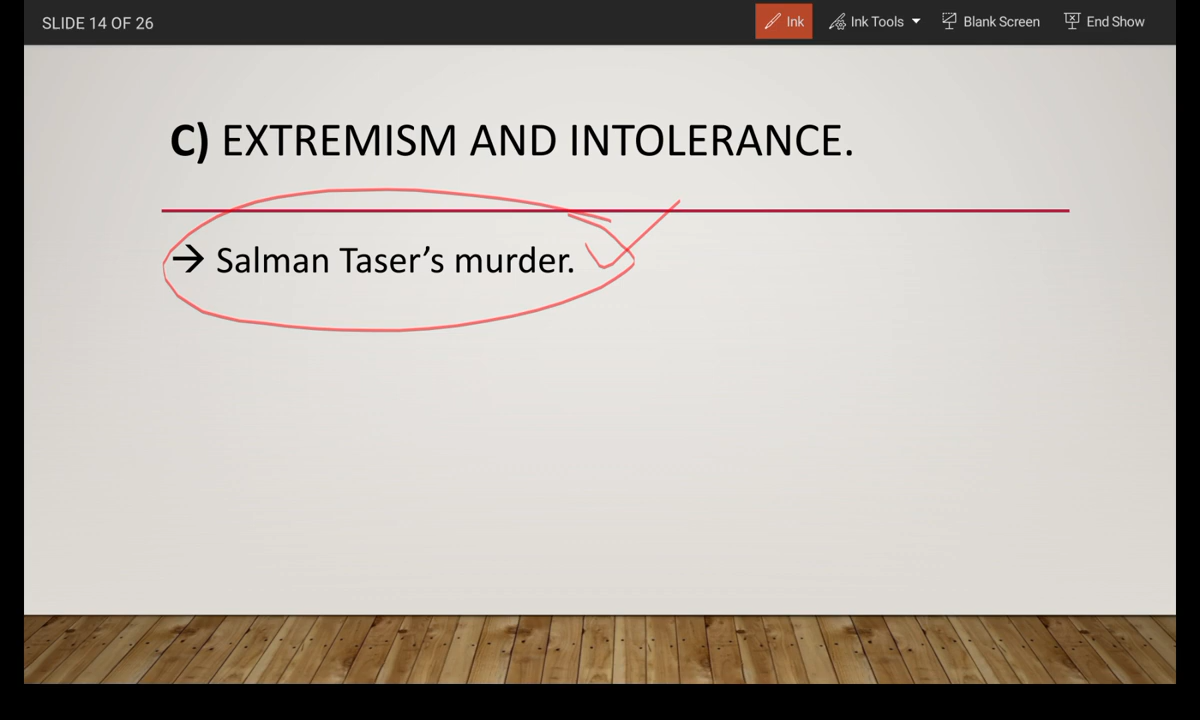 SLIDE 14 OF 26
Ink
Ink Tools
Blank Screen
End Show
C) EXTREMISM AND INTOLERANCE.
→ Salman Taser’s murder.